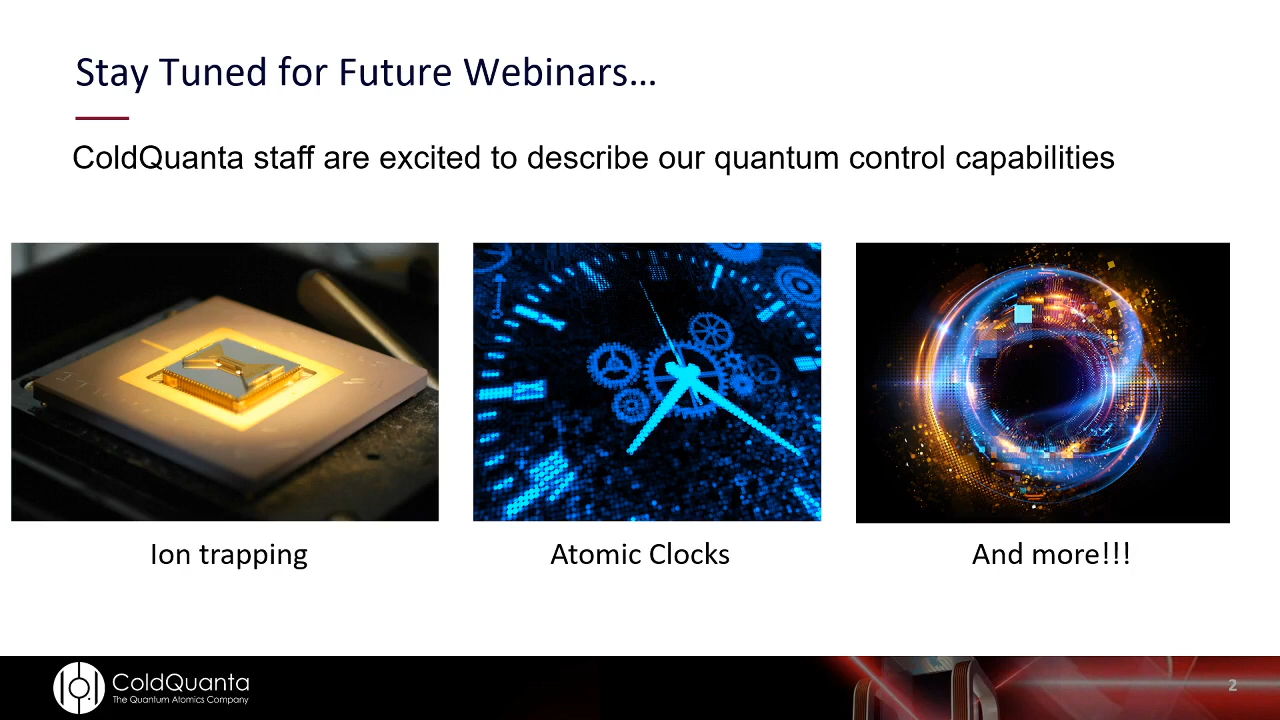 Stay Tuned for Future Webinars...
ColdQuanta staff are excited to describe our quantum control capabilities
Ion trapping
Atomic Clocks
And more!!!
ColdQuanta
The Quantum Atomics Company
2